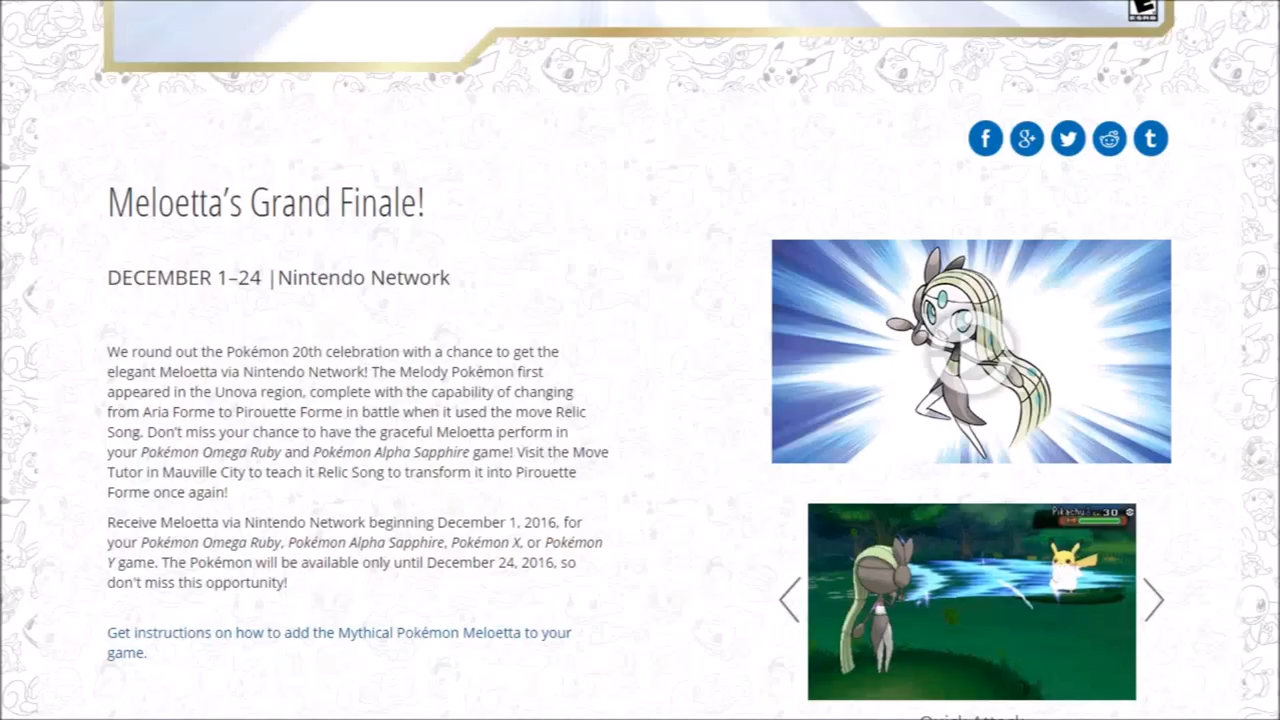 E
ESRB
Meloetta's Grand Finale!
DECEMBER 1–24 |Nintendo Network
We round out the Pokémon 20th celebration with a chance to get the
elegant Meloetta via Nintendo Network! The Melody Pokémon first
appeared in the Unova region, complete with the capability of changing
from Aria Forme to Pirouette Forme in battle when it used the move Relic
Song. Don't miss your chance to have the graceful Meloetta perform in
your Pokémon Omega Ruby and Pokémon Alpha Sapphire game! Visit the Move
Tutor in Mauville City to teach it Relic Song to transform it into Pirouette
Forme once again!
Receive Meloetta via Nintendo Network beginning December 1, 2016, for
your Pokémon Omega Ruby, Pokémon Alpha Sapphire, Pokémon X, or Pokémon
Y game. The Pokémon will be available only until December 24, 2016, so
don't miss this opportunity!
Get instructions on how to add the Mythical Pokémon Meloetta to your
game.
Pikachu Lv.30
Quick Attack